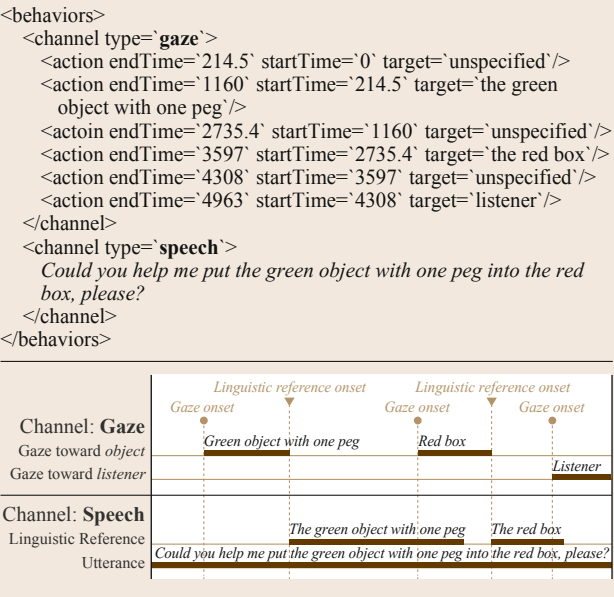 <behaviors>
<channel type=`gaze`>
<action endTime=`214.5` startTime=`0` target=`unspecified`/>
<action endTime=`1160` startTime=`214.5` target=`the green
object with one peg`/>
<actoin endTime=`2735.4` startTime=`1160` target=`unspecified`/>
<action endTime=`3597` startTime=`2735.4` target=`the red box`/>
<action endTime=`4308` startTime=`3597` target=`unspecified`/>
<action endTime=`4963` startTime=`4308` target=`listener`/>
</channel>
<channel type=`speech`>
Could you help me put the green object with one peg into the red
box, please?
</channel>
</behaviors>
Linguistic reference onset Linguistic reference onset
Gaze onset Gaze onset Gaze onset
Channel: Gaze
Gaze toward object Green object with one peg Red box
Gaze toward listener Listener
Channel: Speech
Linguistic Reference The green object with one peg The red box
Utterance Could you help me put the green object with one peg into the red box, please?